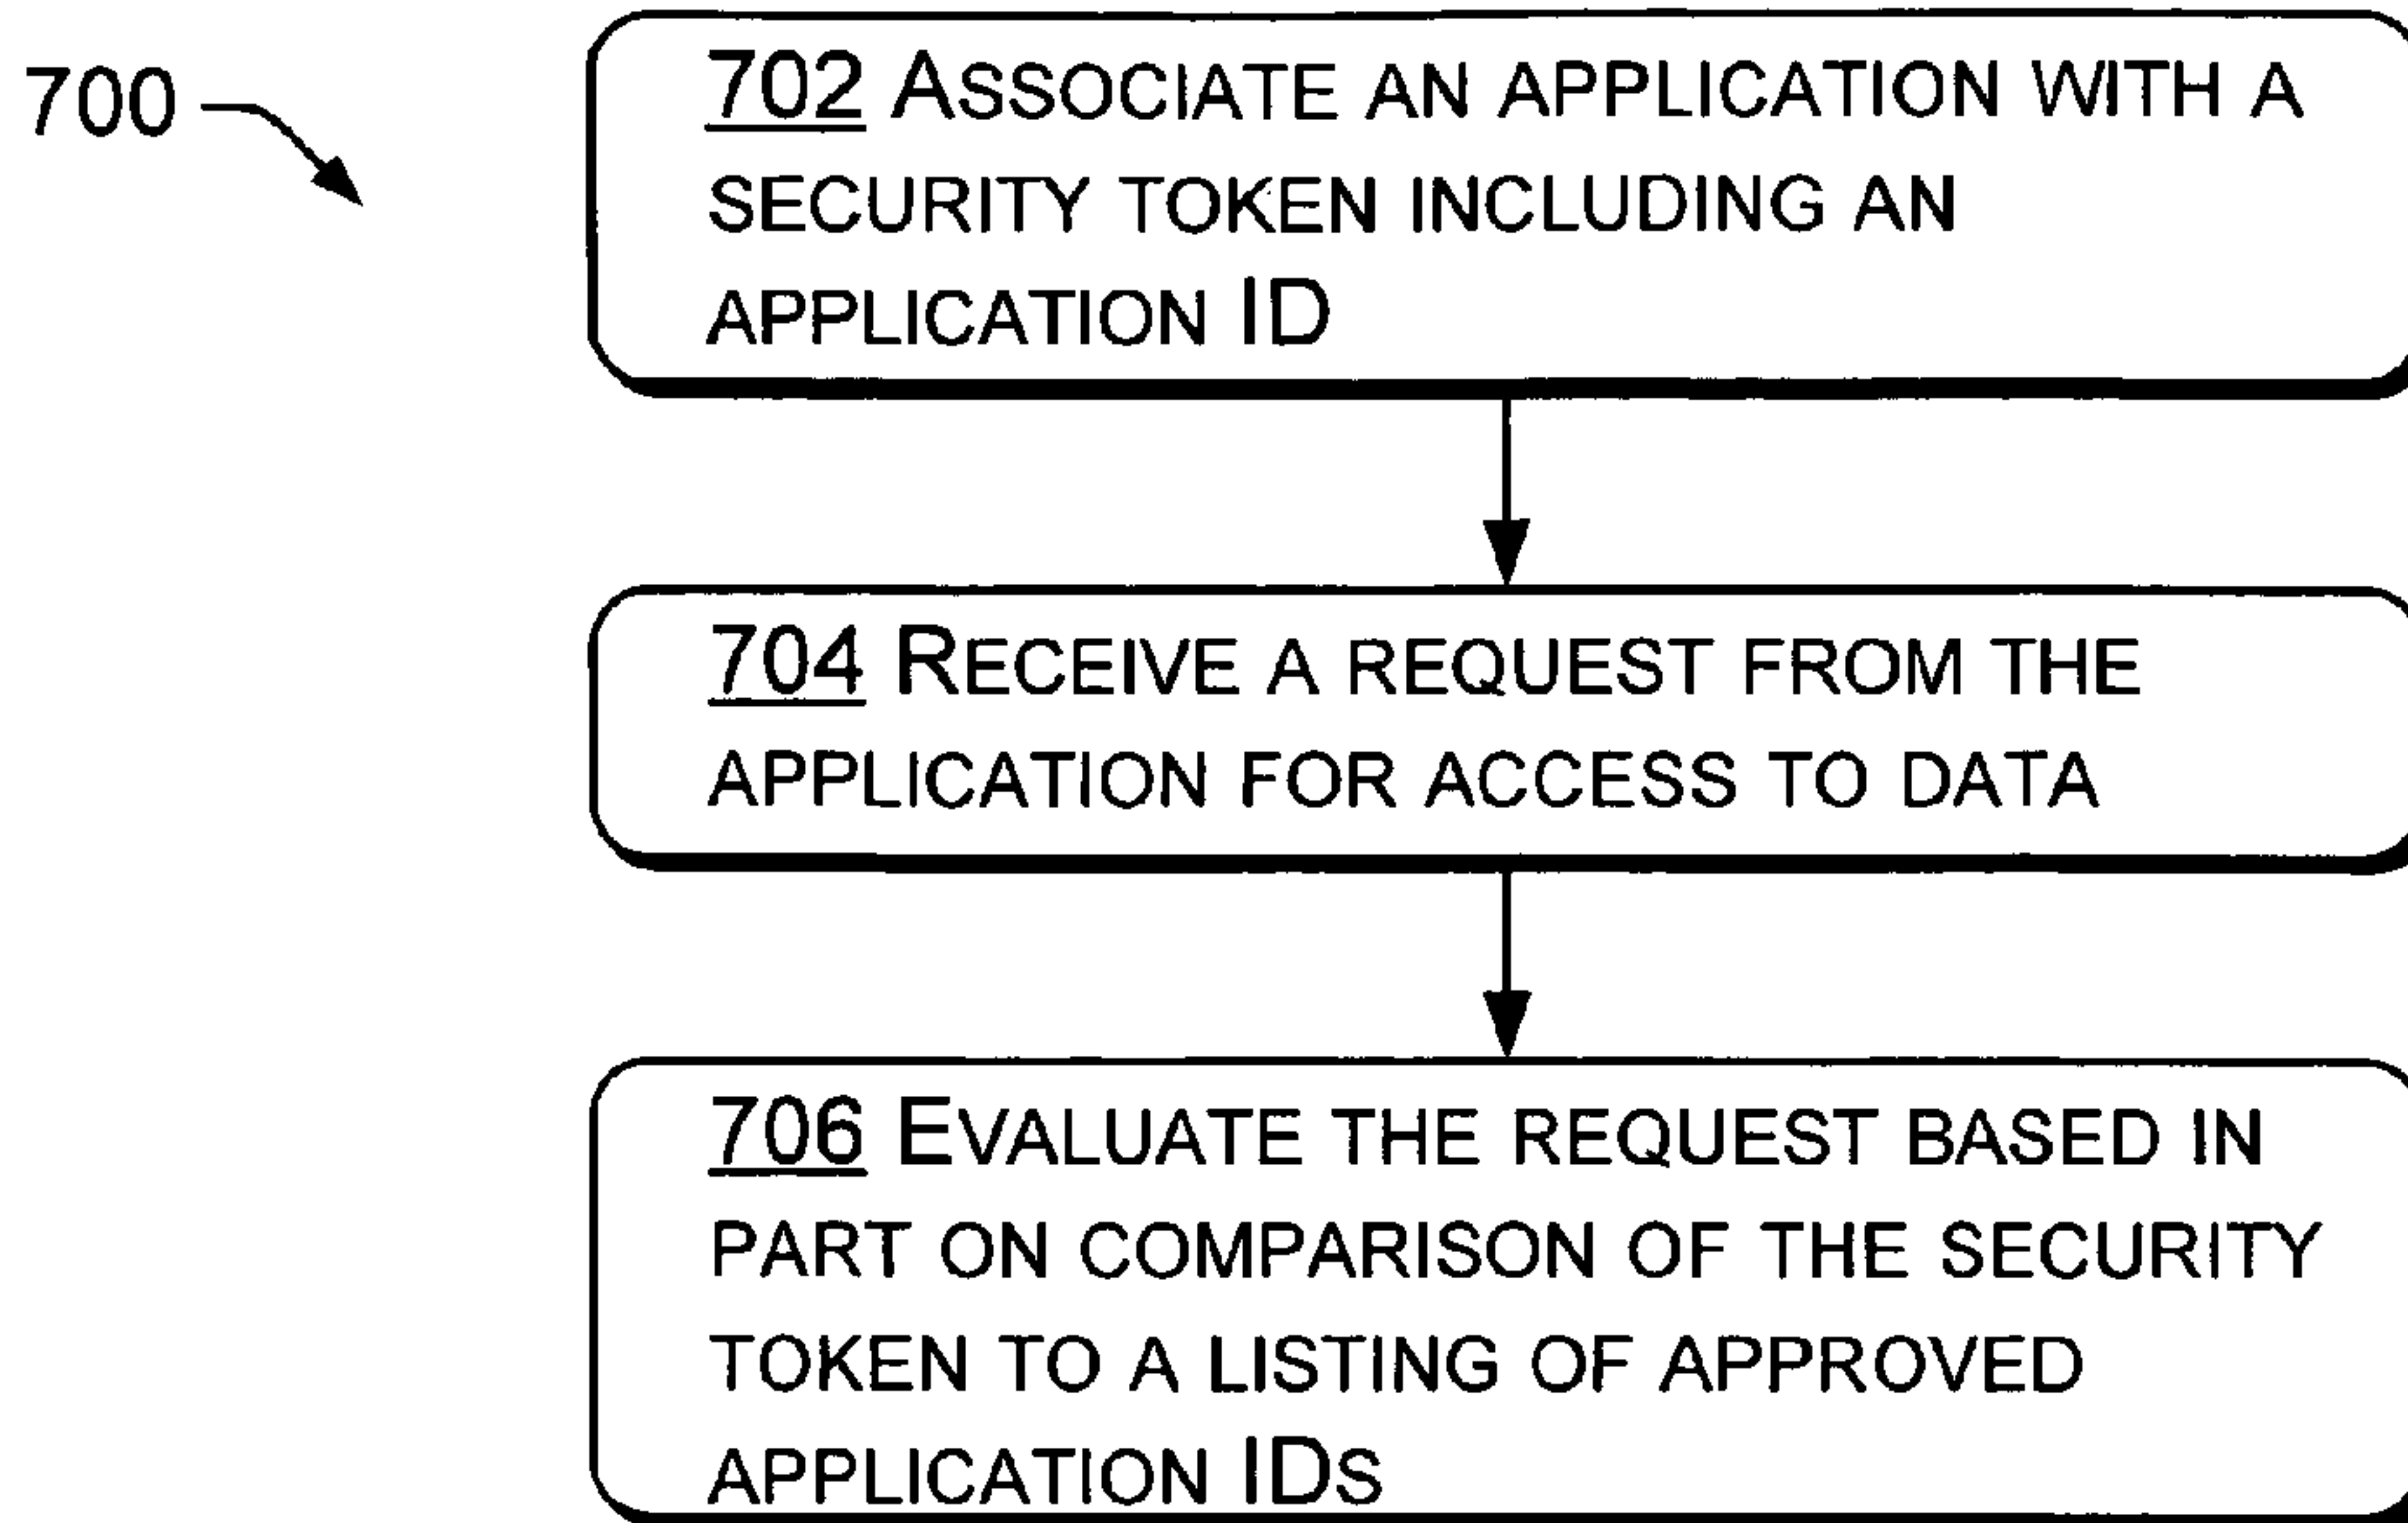 700
702 ASSOCIATE AN APPLICATION WITH A
SECURITY TOKEN INCLUDING AN
APPLICATION ID
704 RECEIVE A REQUEST FROM THE
APPLICATION FOR ACCESS TO DATA
706 EVALUATE THE REQUEST BASED IN
PART ON COMPARISON OF THE SECURITY
TOKEN TO A LISTING OF APPROVED
APPLICATION IDS